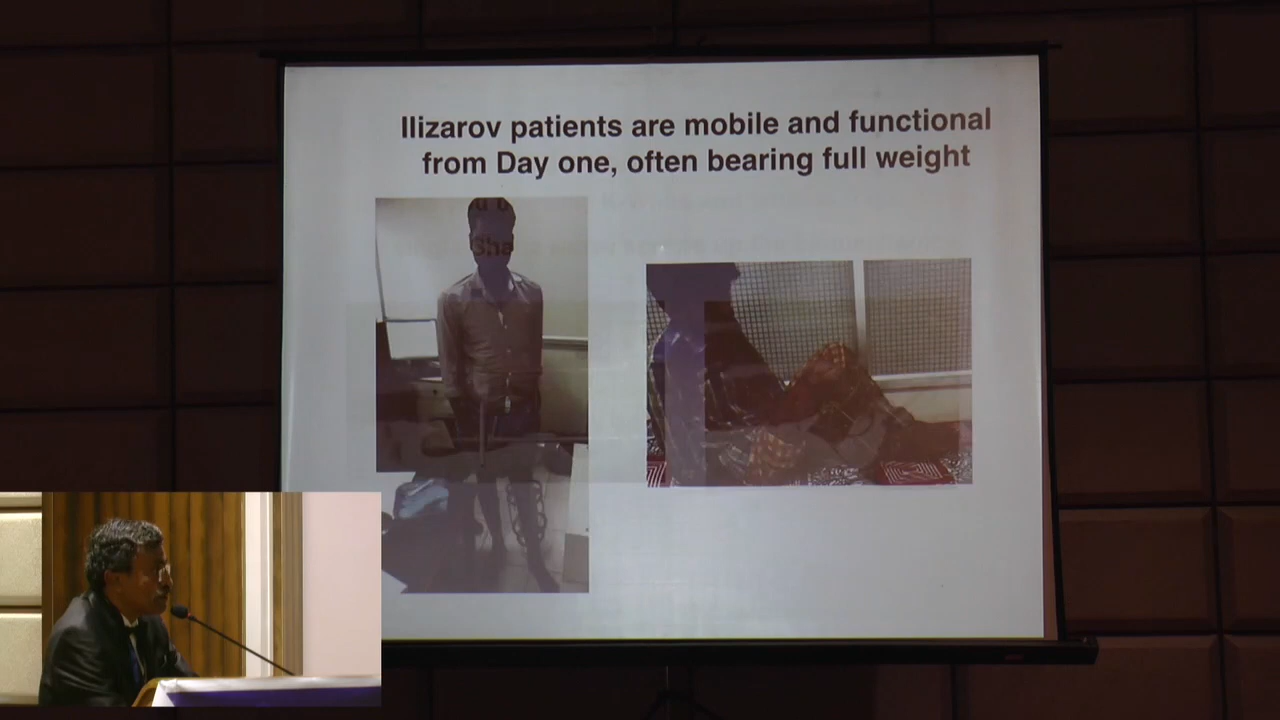 Ilizarov patients are mobile and functional
from Day one, often bearing full weight